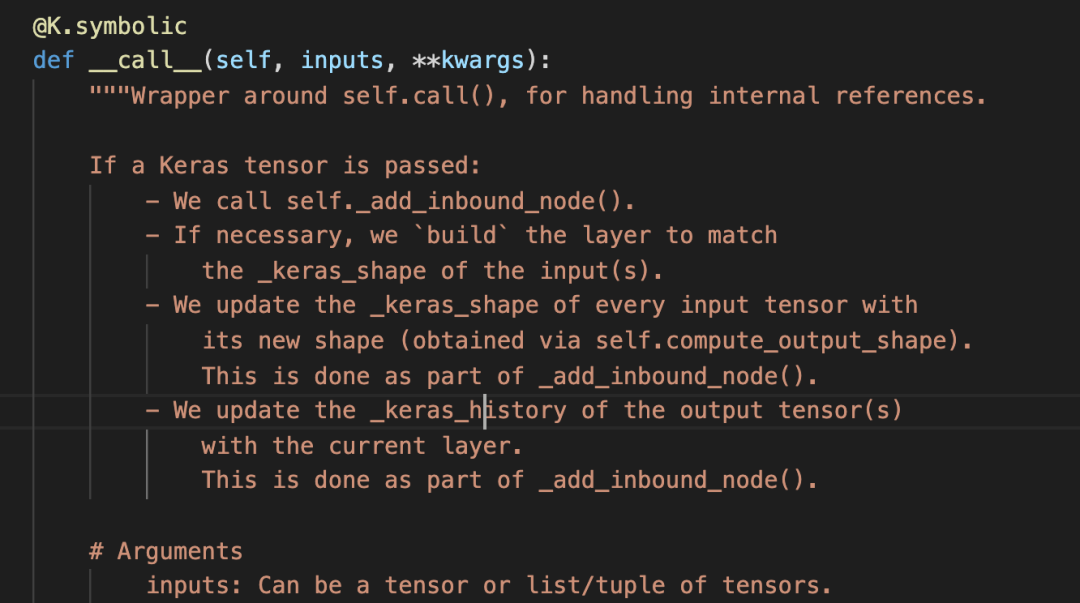 @K.symbolic
def __call__(self, inputs, **kwargs):
"""Wrapper around self.call(), for handling internal references.
If a Keras tensor is passed:
- We call self._add_inbound_node().
- If necessary, we `build` the layer to match
the _keras_shape of the input(s).
- We update the _keras_shape of every input tensor with
its new shape (obtained via self.compute_output_shape).
This is done as part of _add_inbound_node().
- We update the _keras_history of the output tensor(s)
with the current layer.
This is done as part of _add_inbound_node().
# Arguments
inputs: Can be a tensor or list/tuple of tensors.